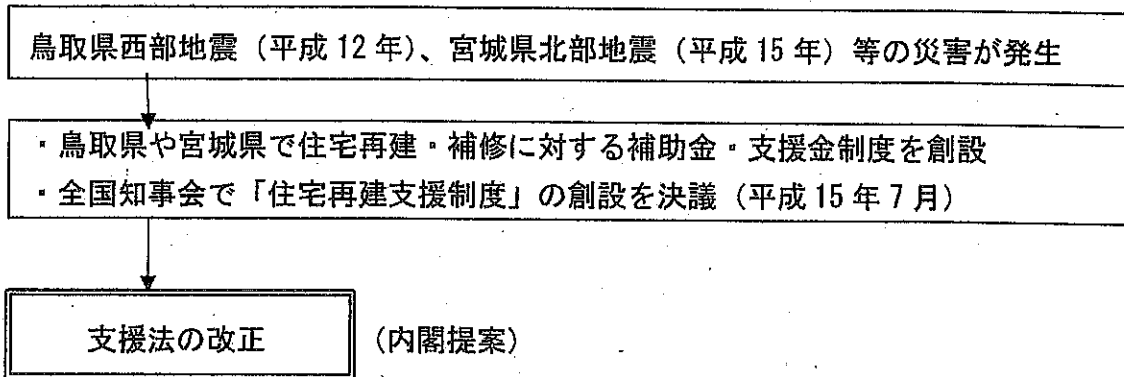 鳥取県西部地震（平成12年）、宮城県北部地震（平成15年）等の災害が発生
・鳥取県や宮城県で住宅再建・補修に対する補助金・支援金制度を創設
・全国知事会で「住宅再建支援制度」の創設を決議（平成15年7月）
支援法の改正　（内閣提案）